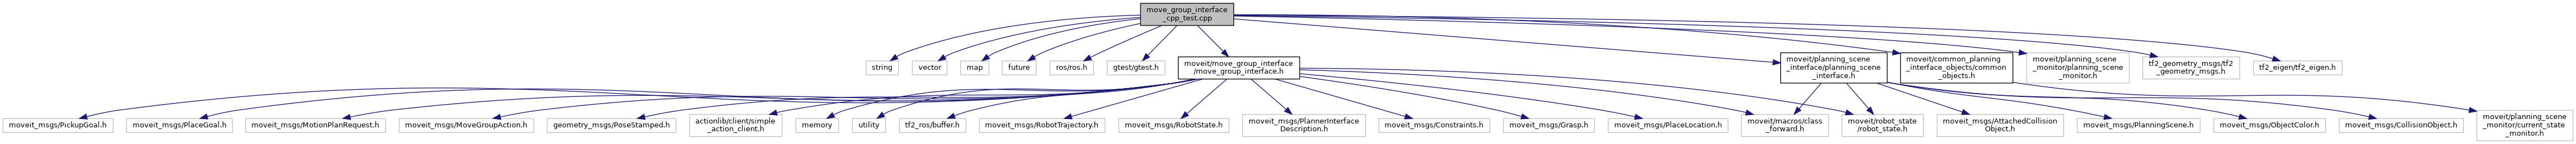 move_group_interface
_cpp_test.cpp
string
vector
map
future
ros/ros.h
gtest/gtest.h
moveit/move_group_interface
/move_group_interface.h
moveit/planning_scene
_interface/planning_scene
_interface.h
moveit/common_planning
_interface_objects/common
_objects.h
moveit/planning_scene
_monitor/planning_scene
_monitor.h
tf2_geometry_msgs/tf2
_geometry_msgs.h
tf2_eigen/tf2_eigen.h
moveit_msgs/PickupGoal.h
moveit_msgs/PlaceGoal.h
moveit_msgs/MotionPlanRequest.h
moveit_msgs/MoveGroupAction.h
geometry_msgs/PoseStamped.h
actionlib/client/simple
_action_client.h
memory
utility
tf2_ros/buffer.h
moveit_msgs/RobotTrajectory.h
moveit_msgs/RobotState.h
moveit_msgs/PlannerInterface
Description.h
moveit_msgs/Constraints.h
moveit_msgs/Grasp.h
moveit_msgs/PlaceLocation.h
moveit/macros/class
_forward.h
moveit/robot_state
/robot_state.h
moveit_msgs/AttachedCollision
Object.h
moveit_msgs/PlanningScene.h
moveit_msgs/ObjectColor.h
moveit_msgs/CollisionObject.h
moveit/planning_scene
_monitor/current_state
_monitor.h